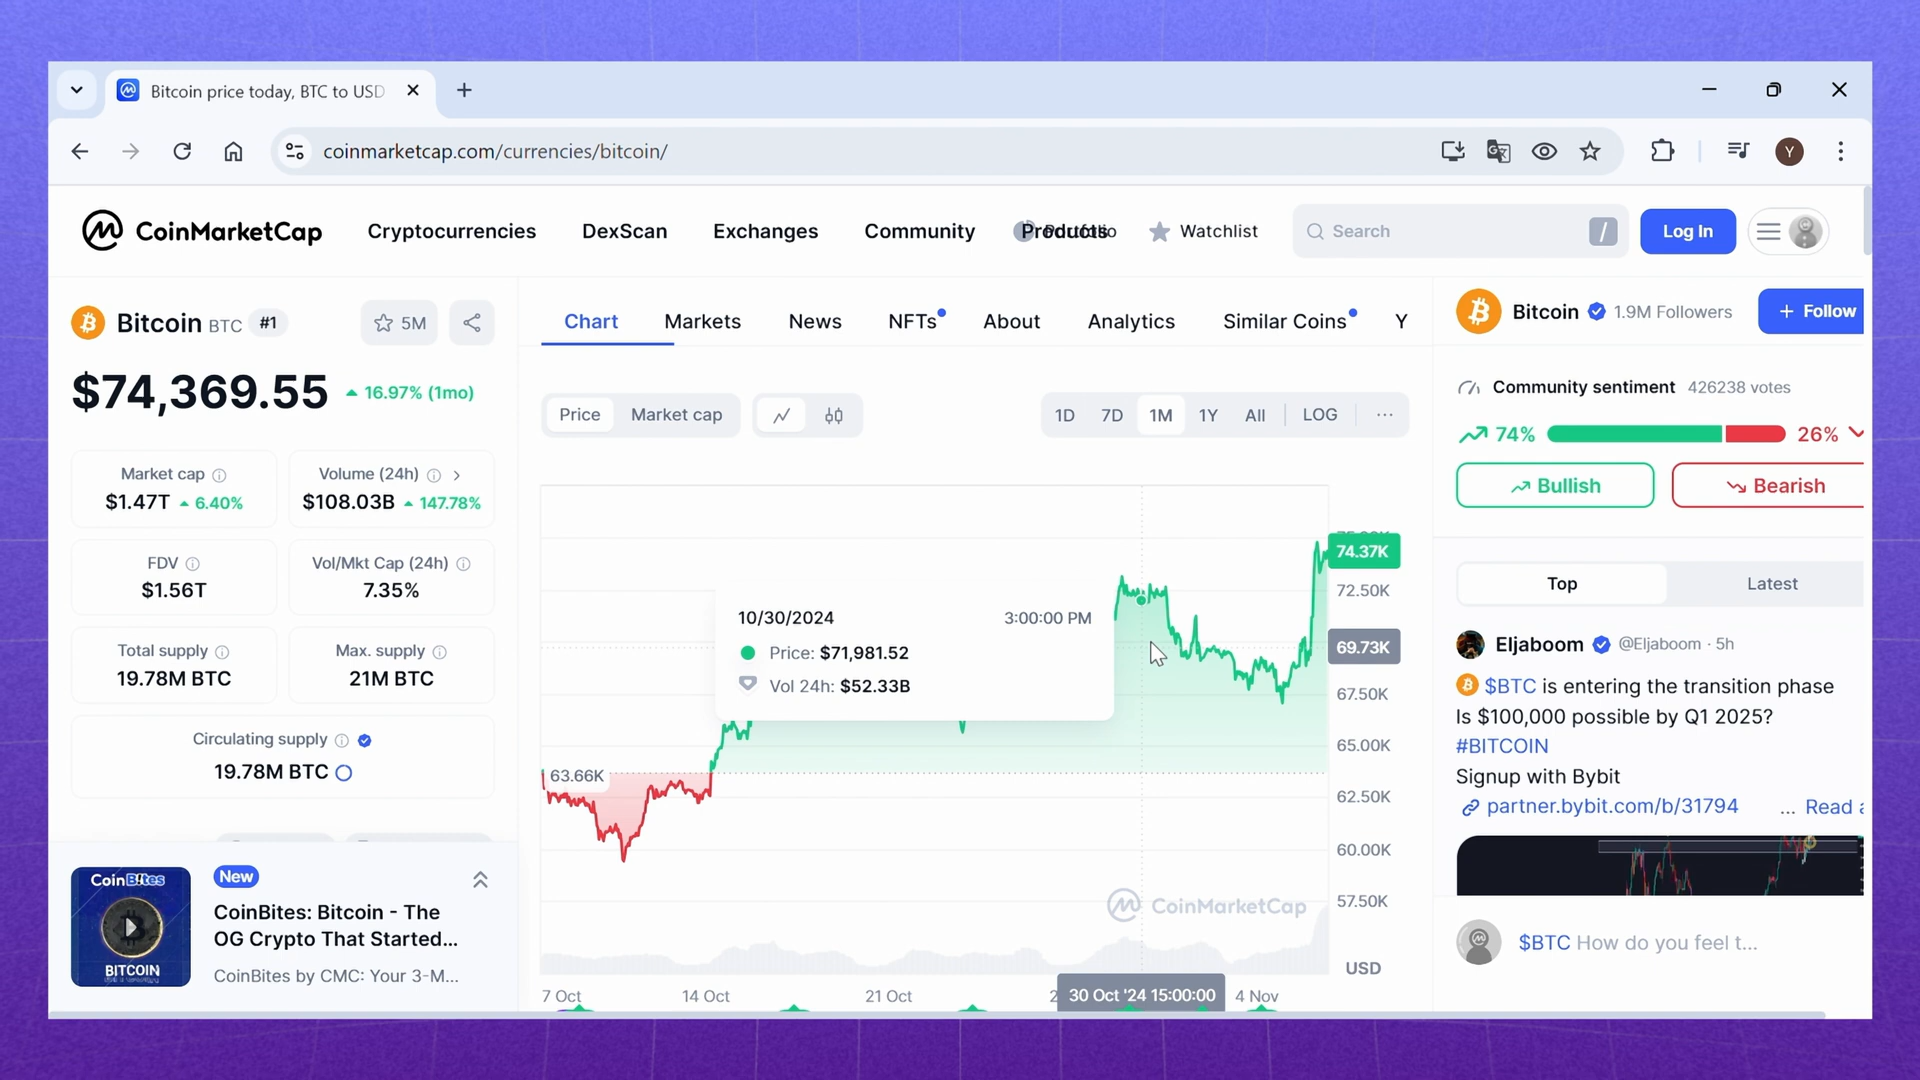 Bitcoin price today, BTC to USD
coinmarketcap.com/currencies/bitcoin/
Y
CoinMarketCap
Cryptocurrencies
DexScan
Exchanges
Community
Products
Watchlist
Search
/
Log In
Bitcoin BTC #1
5M
$74,369.55
16.97% (1mo)
Market cap
$1.47T 6.40%
Volume (24h)
$108.03B 147.78%
FDV
$1.56T
Vol/Mkt Cap (24h)
7.35%
Total supply
19.78M BTC
Max. supply
21M BTC
Circulating supply
19.78M BTC
CoinBites
BITCOIN
New
CoinBites: Bitcoin - The
OG Crypto That Started...
CoinBites by CMC: Your 3-M...
Chart
Markets
News
NFTs
About
Analytics
Similar Coins
Y
Price
Market cap
1D
7D
1M
1Y
All
LOG
74.37K
72.50K
69.73K
67.50K
65.00K
62.50K
60.00K
57.50K
USD
10/30/2024 3:00:00 PM
Price: $71,981.52
Vol 24h: $52.33B
63.66K
CoinMarketCap
7 Oct
14 Oct
21 Oct
30 Oct '24 15:00:00
4 Nov
Bitcoin 1.9M Followers
+ Follow
Community sentiment 426238 votes
74%
26%
Bullish
Bearish
Top
Latest
Eljaboom @Eljaboom · 5h
$BTC is entering the transition phase
Is $100,000 possible by Q1 2025?
#BITCOIN
Signup with Bybit
partner.bybit.com/b/31794 ... Read
$BTC How do you feel t...